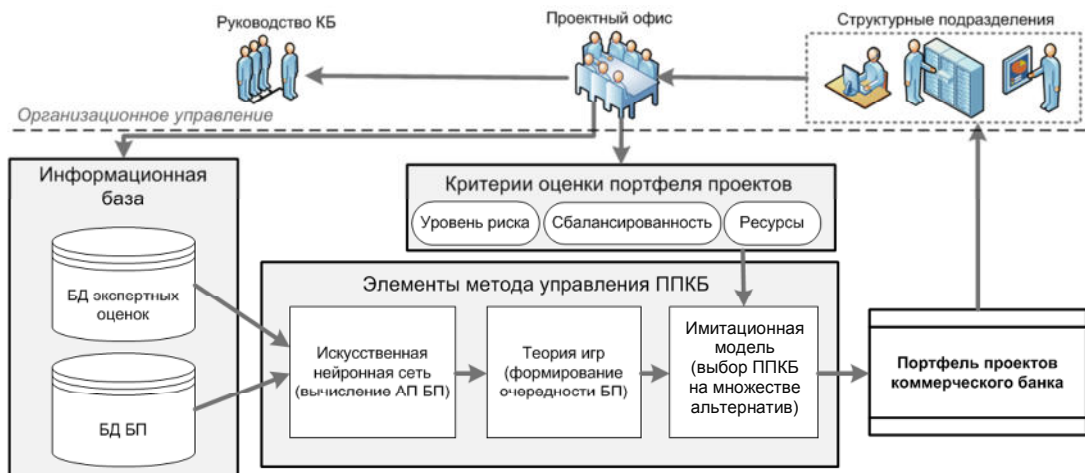 Руководство КБ
Проектный офис
Структурные подразделения
Организационное управление
Информационная
база
БД экспертных
оценок
БД БП
Критерии оценки портфеля проектов
Уровень риска
Сбалансированность
Ресурсы
Элементы метода управления ППКБ
Искусственная
нейронная сеть
(вычисление АП БП)
Теория игр
(формирование
очередности БП)
Имитационная
модель
(выбор ППКБ
на множестве
альтернатив)
Портфель проектов
коммерческого банка